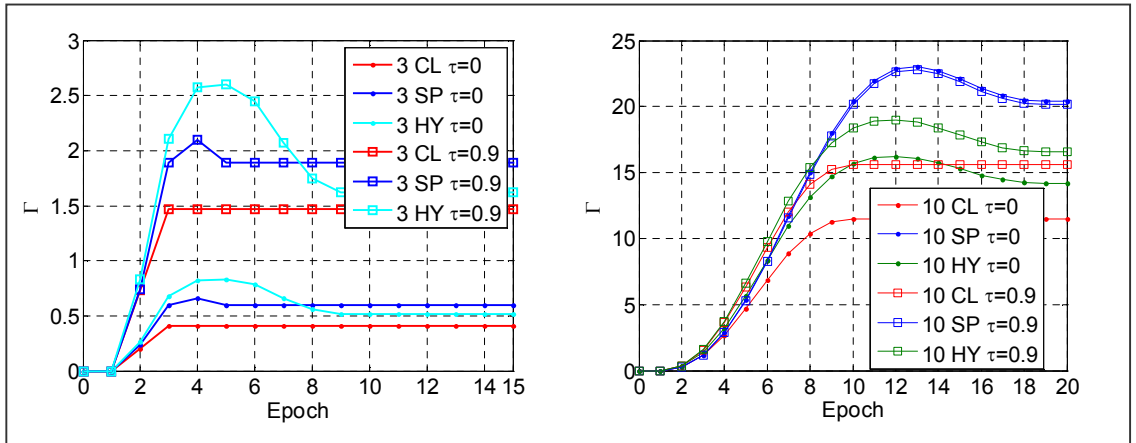 3
2.5
2
1.5
1
0.5
0
Γ
0 2 4 6 8 10 12 14 15
Epoch
3 CL τ=0
3 SP τ=0
3 HY τ=0
3 CL τ=0.9
3 SP τ=0.9
3 HY τ=0.9
25
20
15
10
5
0
Γ
0 2 4 6 8 10 12 14 16 18 20
Epoch
10 CL τ=0
10 SP τ=0
10 HY τ=0
10 CL τ=0.9
10 SP τ=0.9
10 HY τ=0.9